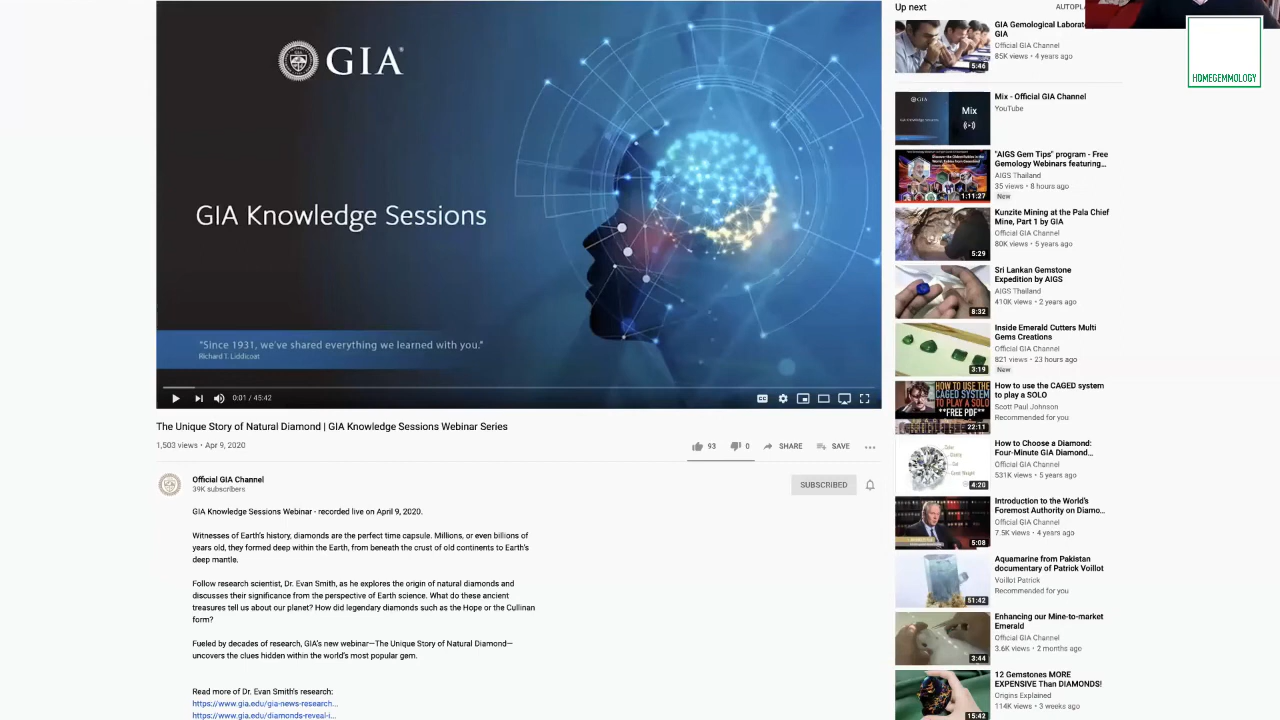 GIA®
GIA Knowledge Sessions
"Since 1931, we've shared everything we learned with you."
Richard T. Liddicoat
0:01 / 45:42
The Unique Story of Natural Diamond | GIA Knowledge Sessions Webinar Series
1,503 views • Apr 9, 2020
93
0
SHARE
SAVE
Official GIA Channel
39K subscribers
SUBSCRIBED
GIA Knowledge Sessions Webinar - recorded live on April 9, 2020.
Witnesses of Earth's history, diamonds are the perfect time capsule. Millions, or even billions of
years old, they formed deep within the Earth, from beneath the crust of old continents to Earth's
deep mantle.
Follow research scientist, Dr. Evan Smith, as he explores the origin of natural diamonds and
discusses their significance from the perspective of Earth science. What do these ancient
treasures tell us about our planet? How did legendary diamonds such as the Hope or the Cullinan
form?
Fueled by decades of research, GIA's new webinar—The Unique Story of Natural Diamond—
uncovers the clues hidden within the world's most popular gem.
Read more of Dr. Evan Smith's research:
https://www.gia.edu/gia-news-research...
https://www.gia.edu/diamonds-reveal-i...
Up next
HOMEGEMMOLOGY
5:46
GIA
Official GIA Channel
85K views • 4 years ago
GIA
Mix
Mix - Official GIA Channel
YouTube
1:11:27
"AIGS Gem Tips" program - Free
Gemology Webinars featuring...
AIGS Thailand
35 views • 8 hours ago
New
5:29
Kunzite Mining at the Pala Chief
Mine, Part 1 by GIA
Official GIA Channel
80K views • 5 years ago
8:32
Sri Lankan Gemstone
Expedition by AIGS
AIGS Thailand
410K views • 2 years ago
3:19
Inside Emerald Cutters Multi
Gems Creations
Official GIA Channel
821 views • 23 hours ago
New
HOW TO USE THE
CAGED SYSTEM
TO PLAY A SOLO
**FREE PDF**
22:11
How to use the CAGED system
to play a SOLO
Scott Paul Johnson
Recommended for you
4:20
How to Choose a Diamond:
Four-Minute GIA Diamond...
Official GIA Channel
531K views • 5 years ago
5:08
Introduction to the World's
Foremost Authority on Diamo...
Official GIA Channel
7.5K views • 4 years ago
51:42
Aquamarine from Pakistan
documentary of Patrick Voillot
Voillot Patrick
Recommended for you
3:44
Enhancing our Mine-to-market
Emerald
Official GIA Channel
3.6K views • 2 months ago
15:42
12 Gemstones MORE
EXPENSIVE Than DIAMONDS!
Origins Explained
114K views • 3 weeks ago